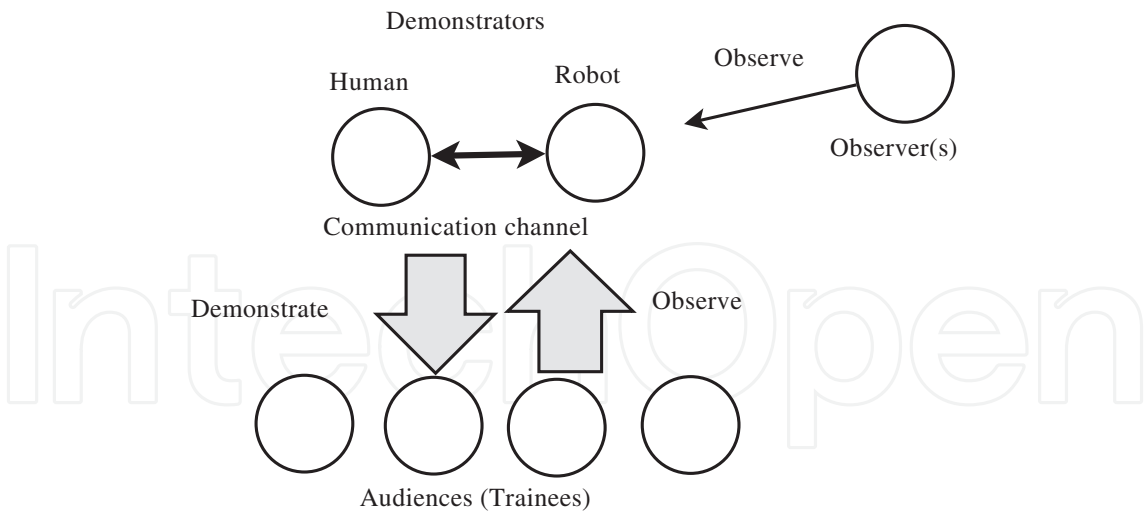 Demonstrators
Human
Robot
Observe
Observer(s)
Communication channel
Demonstrate
Observe
Audiences (Trainees)
IntechOpen